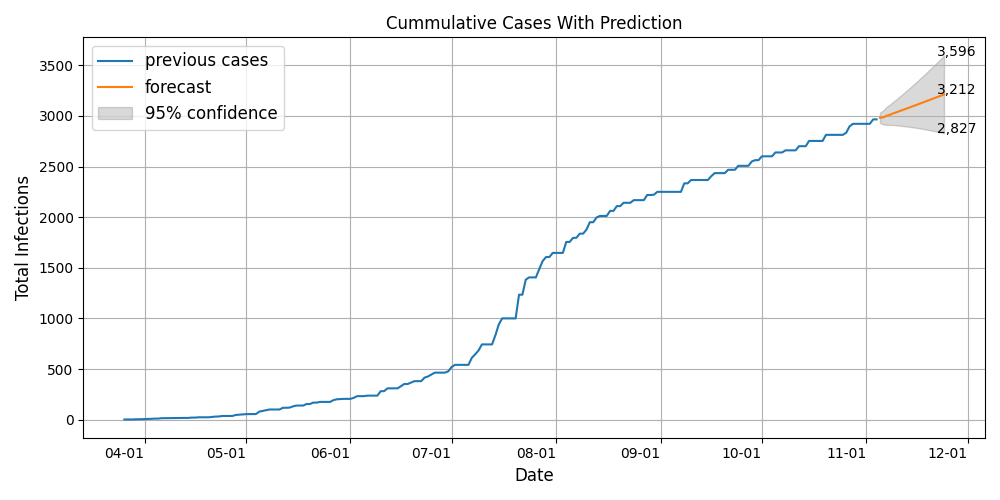 Cummulative Cases With Prediction
previous cases
forecast
95% confidence
3,596
3,212
2,827
Total Infections
3500
3000
2500
2000
1500
1000
500
0
04-01 05-01 06-01 07-01 08-01 09-01 10-01 11-01 12-01
Date